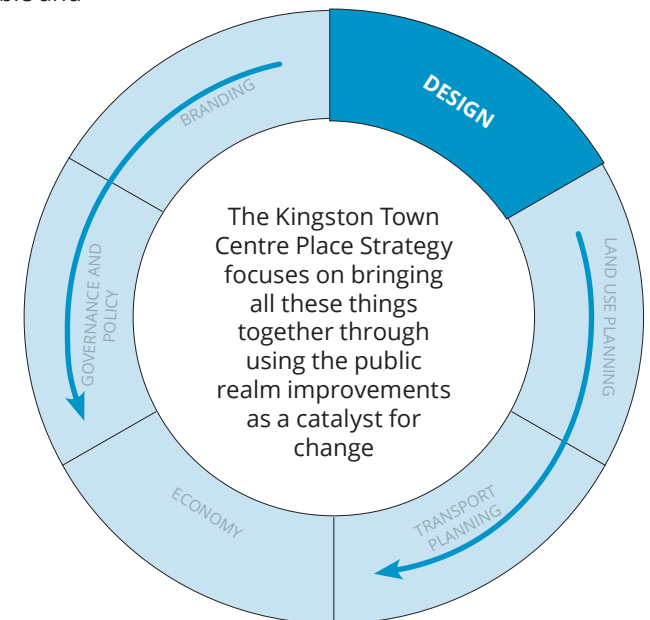 and
BRANDING
DESIGN
LAND USE PLANNING
TRANSPORT
PLANNING
ECONOMY
GOVERNANCE AND
POLICY
The Kingston Town
Centre Place Strategy
focuses on bringing
all these things
together through
using the public
realm improvements
as a catalyst for
change